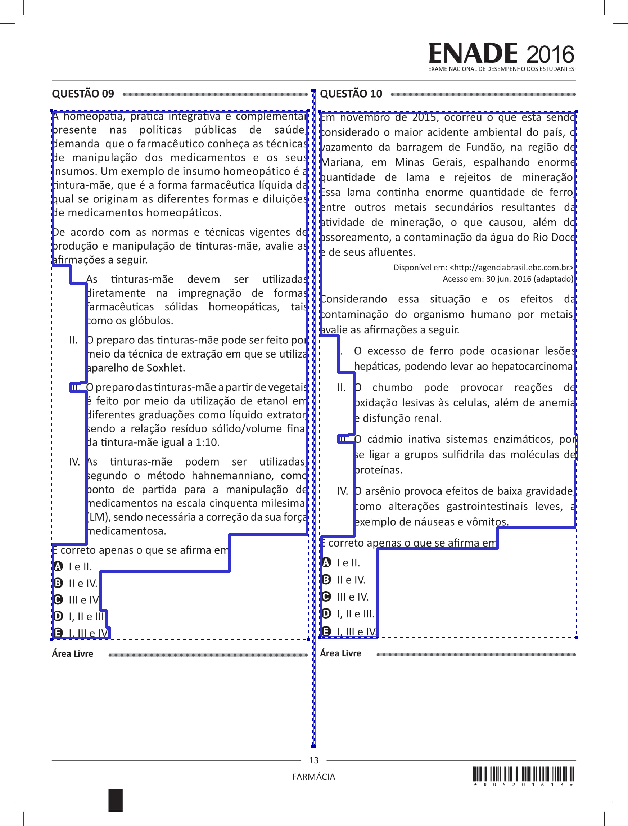 ENADE 2016
EXAME NACIONAL DE DESEMPENHO DOS ESTUDANTES
QUESTÃO 09
A homeopatia, prática integrativa e complementar
presente nas políticas públicas de saúde,
demanda que o farmacêutico conheça as técnicas
de manipulação dos medicamentos e os seus
insumos. Um exemplo de insumo homeopático é a
tintura-mãe, que é a forma farmacêutica líquida da
qual se originam as diferentes formas e diluições
de medicamentos homeopáticos.
De acordo com as normas e técnicas vigentes de
produção e manipulação de tinturas-mãe, avalie as
afirmações a seguir.
As tinturas-mãe devem ser utilizadas
diretamente na impregnação de formas
farmacêuticas sólidas homeopáticas, tais
como os glóbulos.
II. O preparo das tinturas-mãe pode ser feito por
meio da técnica de extração em que se utiliza
aparelho de Soxhlet.
III. O preparo das tinturas-mãe a partir de vegetais
é feito por meio da utilização de etanol em
diferentes graduações como líquido extrator,
sendo a relação resíduo sólido/volume final
da tintura-mãe igual a 1:10.
IV. As tinturas-mãe podem ser utilizadas,
segundo o método hahnemanniano, como
ponto de partida para a manipulação de
medicamentos na escala cinquenta milesimal
(LM), sendo necessária a correção da sua força
medicamentosa.
É correto apenas o que se afirma em
A I e II.
B II e IV.
C III e IV.
D I, II e III.
E I, III e IV.
Área Livre
QUESTÃO 10
Em novembro de 2015, ocorreu o que está sendo
considerado o maior acidente ambiental do país, o
vazamento da barragem de Fundão, na região de
Mariana, em Minas Gerais, espalhando enorme
quantidade de lama e rejeitos de mineração.
Essa lama continha enorme quantidade de ferro,
entre outros metais secundários resultantes da
atividade de mineração, o que causou, além do
assoreamento, a contaminação da água do Rio Doce
e de seus afluentes.
Disponível em: <http://agenciabrasil.ebc.com.br>.
Acesso em: 30 jun. 2016 (adaptado).
Considerando essa situação e os efeitos da
contaminação do organismo humano por metais,
avalie as afirmações a seguir.
I. O excesso de ferro pode ocasionar lesões
hepáticas, podendo levar ao hepatocarcinoma.
II. O chumbo pode provocar reações de
oxidação lesivas às celulas, além de anemia
e disfunção renal.
III. O cádmio inativa sistemas enzimáticos, por
se ligar a grupos sulfidrila das moléculas de
proteínas.
IV. O arsênio provoca efeitos de baixa gravidade,
como alterações gastrointestinais leves, a
exemplo de náuseas e vômitos.
É correto apenas o que se afirma em
A I e II.
B II e IV.
C III e IV.
D I, II e III.
E I, III e IV.
Área Livre
13
FARMÁCIA